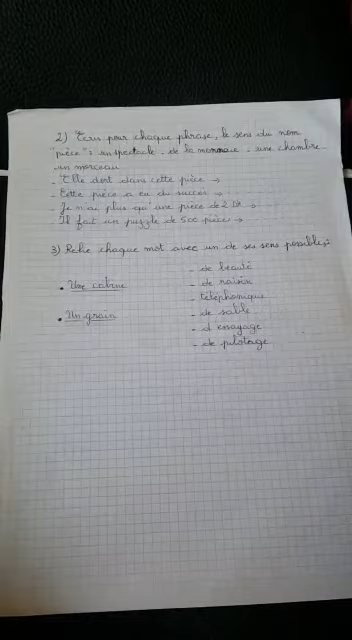 2) Ecris pour chaque phrase, le sens du nom
"pièce" : un spectacle - de la monnaie - une chambre -
un morceau
- Elle dort dans cette pièce →
- Cette pièce a eu du succès →
- Je n'ai plus qu'une pièce de 2 →
- Il fait un puzzle de 500 pièces →
3) Relie chaque mot avec un de ses sens possibles :
- de beauté
• Une cabine - de raisin
- téléphonique
• Un grain - de sable
- d'essayage
- de pilotage